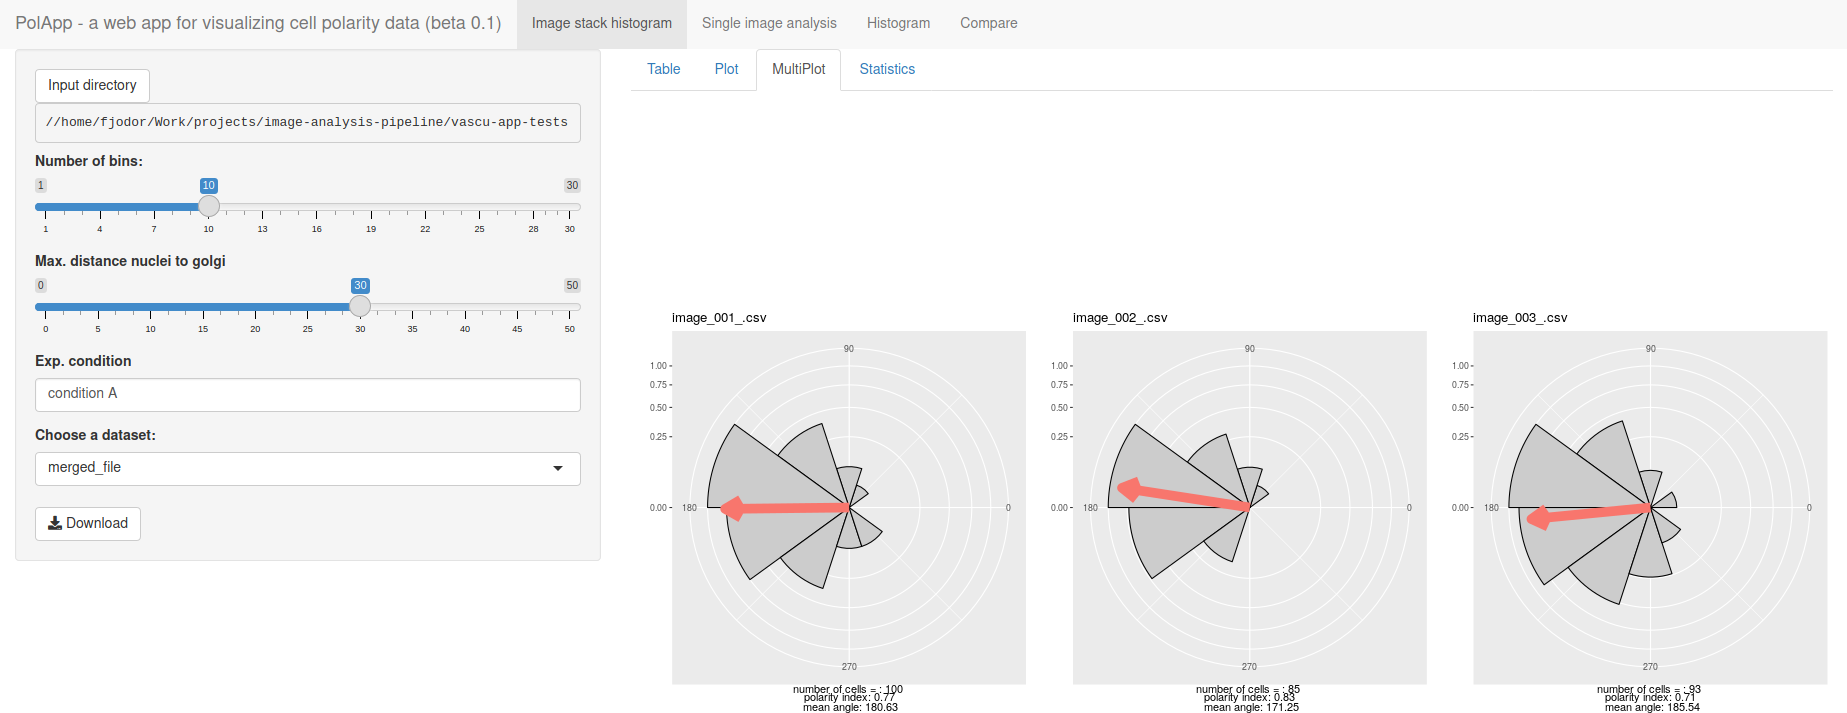 PolApp - a web app for visualizing cell polarity data (beta 0.1) Image stack histogram Single image analysis Histogram Compare
Input directory
//home/fjodor/Work/projects/image-analysis-pipeline/vascu-app-tests
Number of bins:
1 10 30
1 4 7 10 13 16 19 22 25 28 30
Max. distance nuclei to golgi
0 30 50
0 5 10 15 20 25 30 35 40 45 50
Exp. condition
condition A
Choose a dataset:
merged_file
Download
Table Plot MultiPlot Statistics
image_001_.csv
90
1.00
0.75
0.50
0.25
0.00 180 0
270
number of cells = : 100
polarity index: 0.77
mean angle: 180.63
image_002_.csv
90
1.00
0.75
0.50
0.25
0.00 180 0
270
number of cells = : 85
polarity index: 0.83
mean angle: 171.25
image_003_.csv
90
1.00
0.75
0.50
0.25
0.00 180 0
270
number of cells = : 93
polarity index: 0.71
mean angle: 185.54